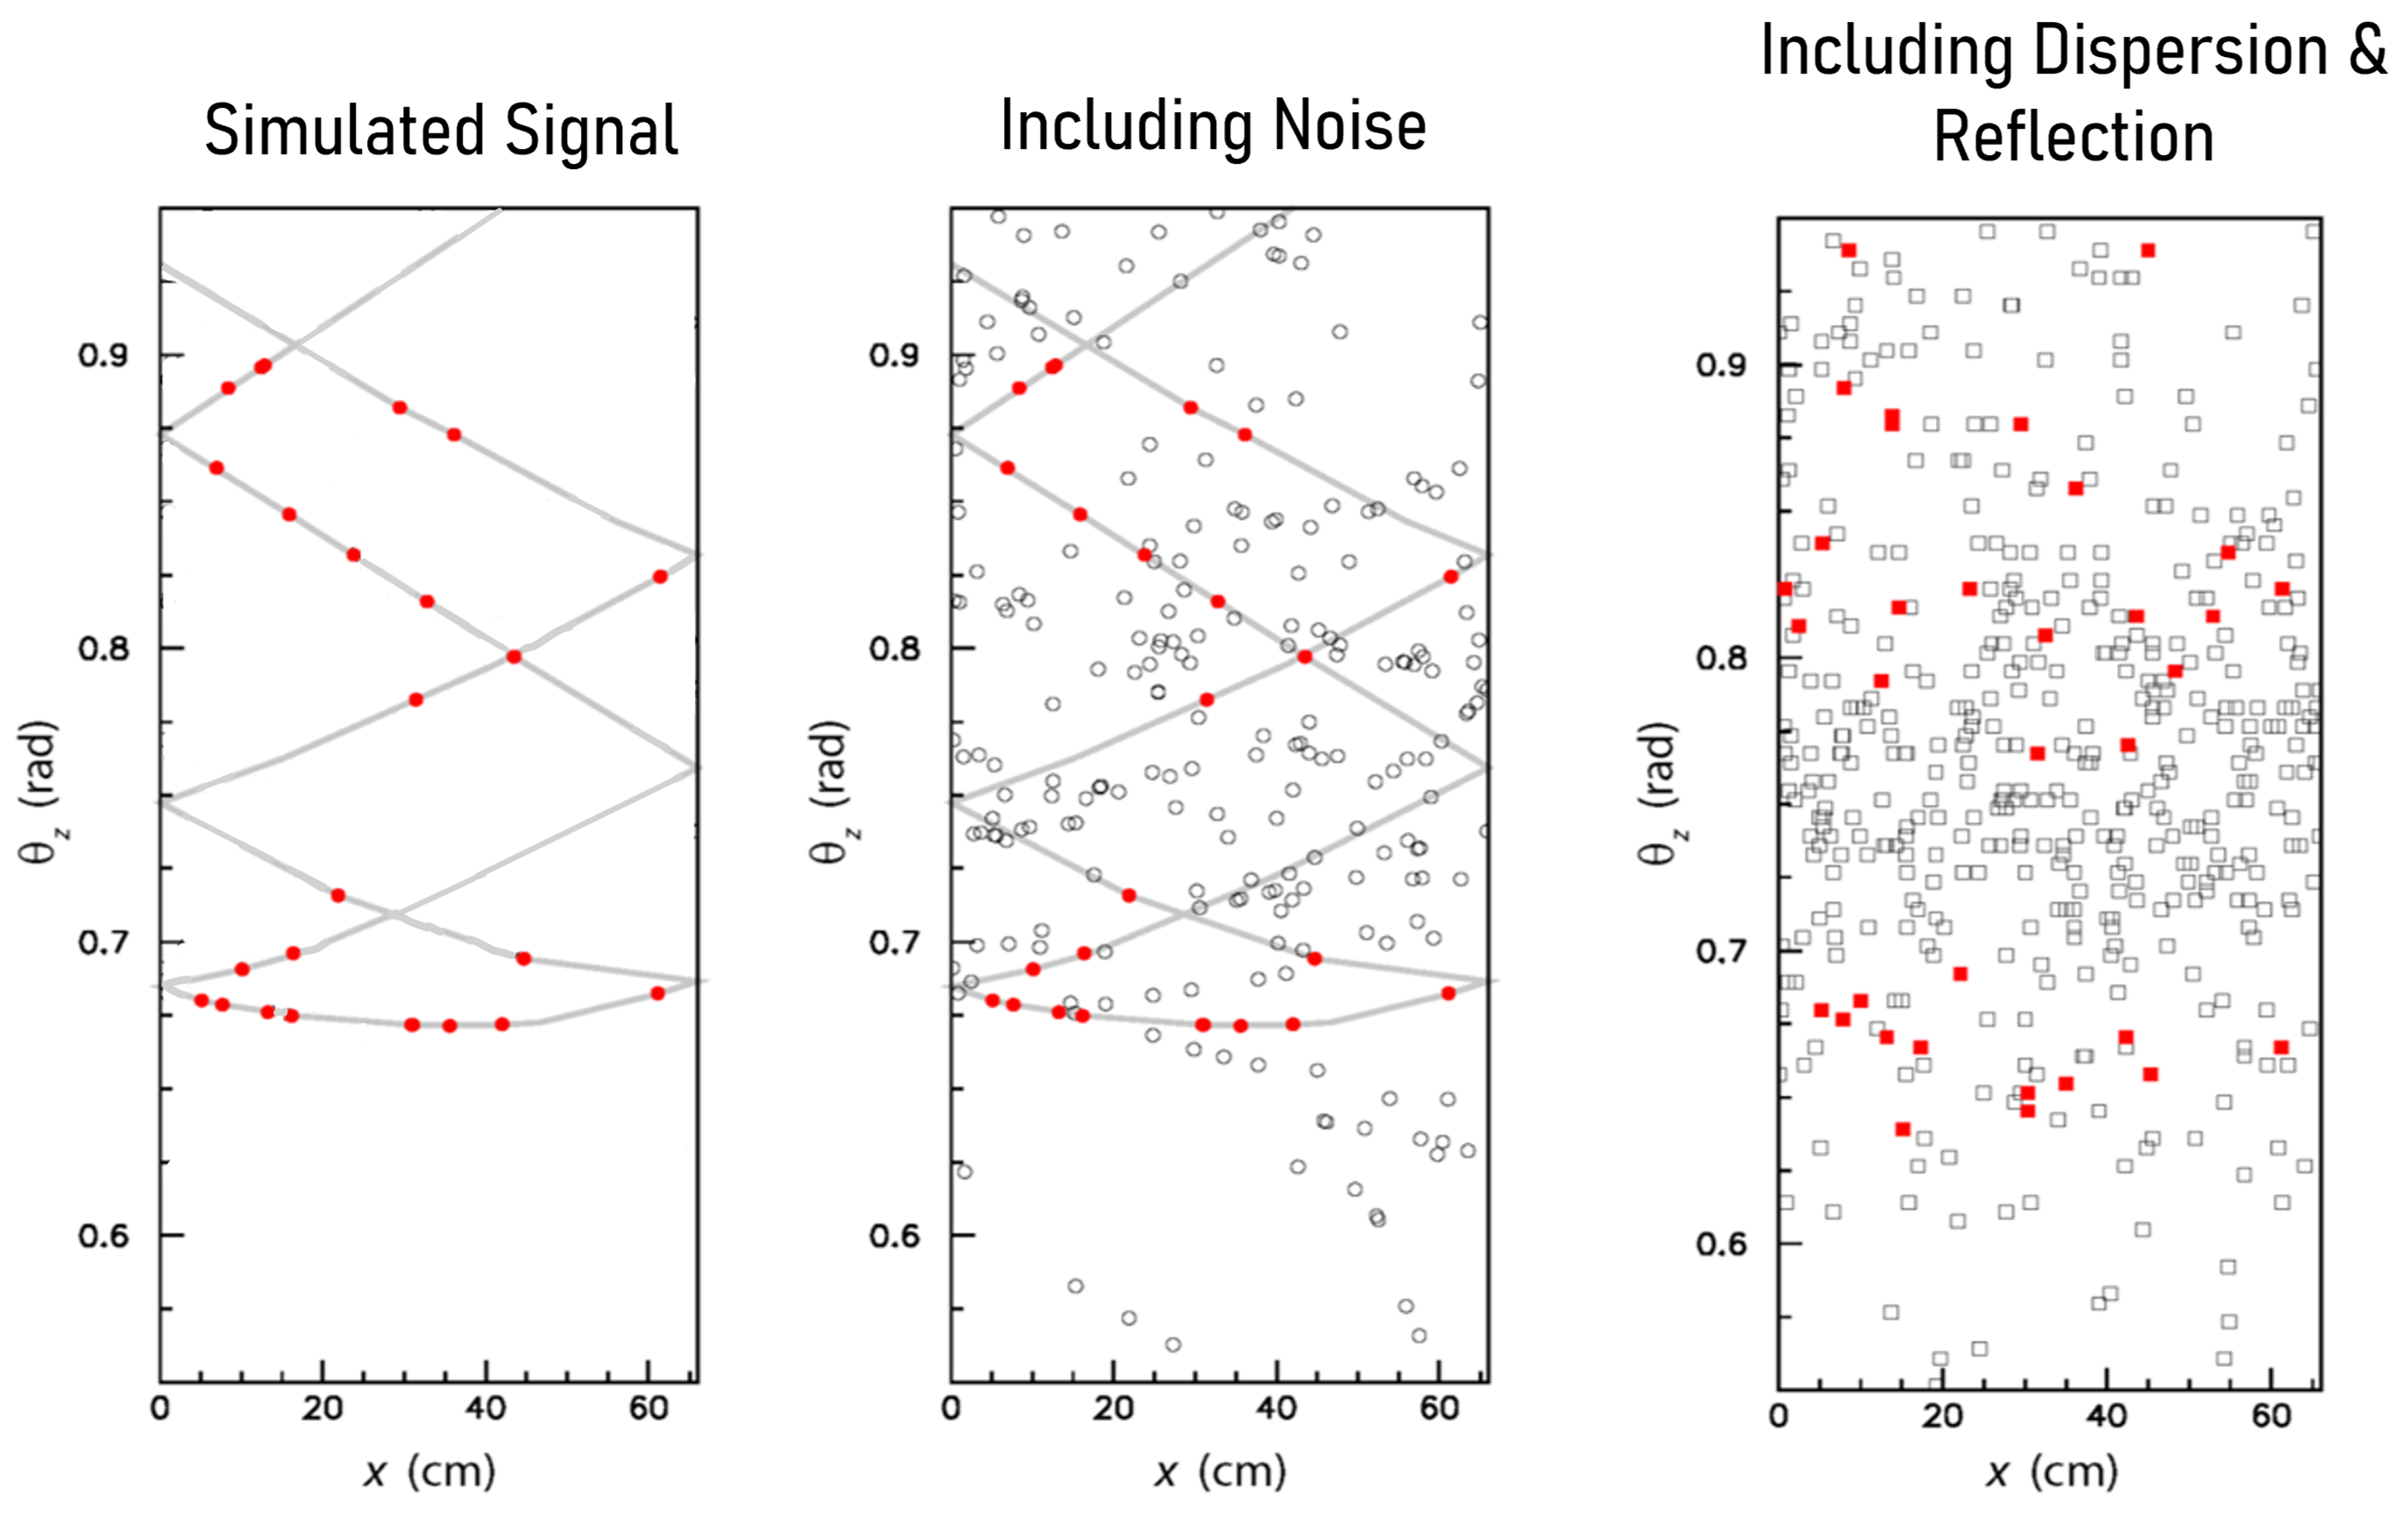 Simulated Signal
Including Noise
Including Dispersion &
Reflection
0.9
0.8
0.7
0.6
θz (rad)
0 20 40 60
x (cm)
0.9
0.8
0.7
0.6
θz (rad)
0 20 40 60
x (cm)
0.9
0.8
0.7
0.6
θz (rad)
0 20 40 60
x (cm)